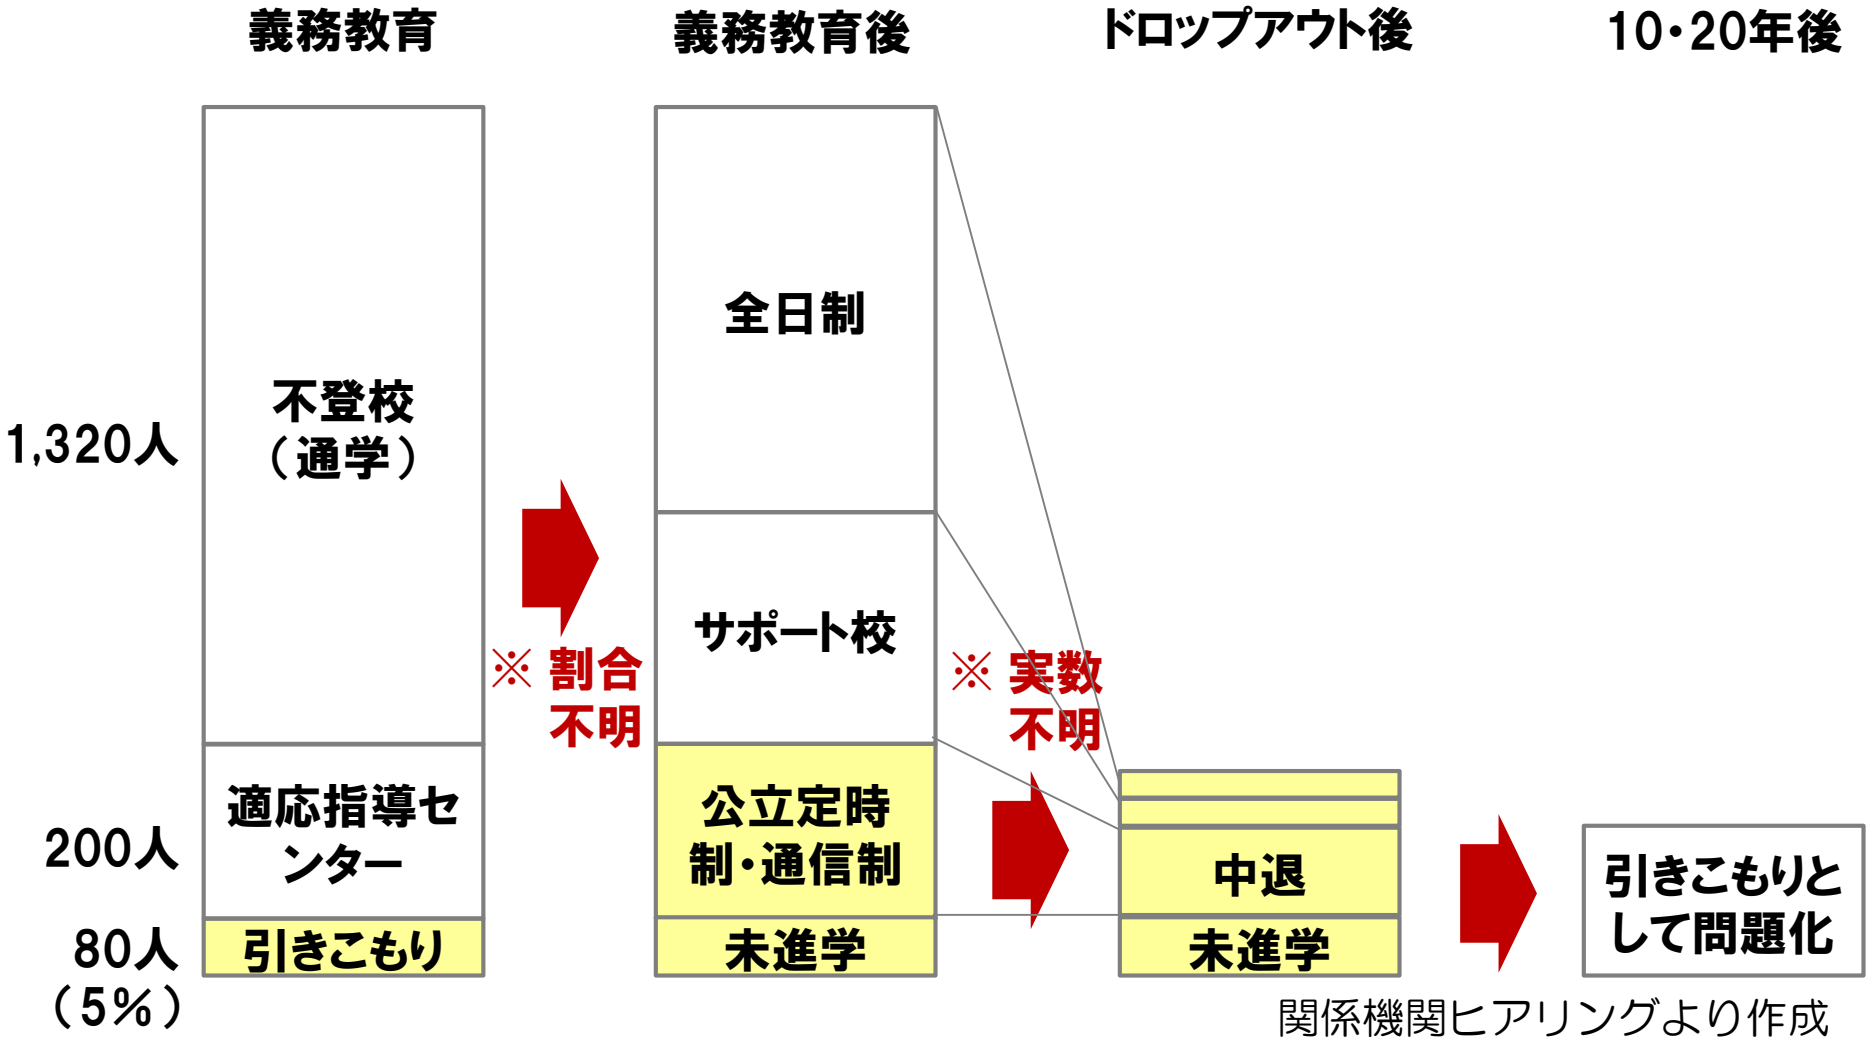 義務教育
義務教育後
ドロップアウト後
10・20年後
1,320人
200人
80人
(5%)
不登校
(通学)
適応指導セ
ンター
引きこもり
※ 割合
不明
全日制
サポート校
公立定時
制・通信制
未進学
※ 実数
不明
中退
未進学
引きこもりと
して問題化
関係機関ヒアリングより作成